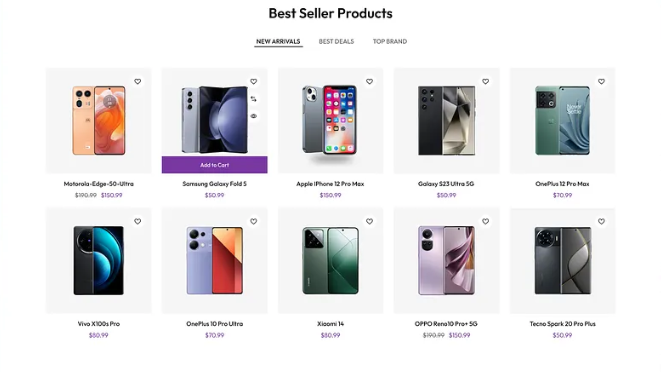 Best Seller Products
NEW ARRIVALS BEST DEALS TOP BRAND
Add to Cart
Motorola-Edge-50-Ultra
$190.99 $150.99
Samsung Galaxy Fold 5
$50.99
Apple IPhone 12 Pro Max
$150.99
Galaxy S23 Ultra 5G
$50.99
OnePlus 12 Pro Max
$70.99
Vivo X100s Pro
$80.99
OnePlus 10 Pro Ultra
$70.99
Xiaomi 14
$80.99
OPPO Reno10 Pro+ 5G
$190.99 $150.99
Tecno Spark 20 Pro Plus
$50.99